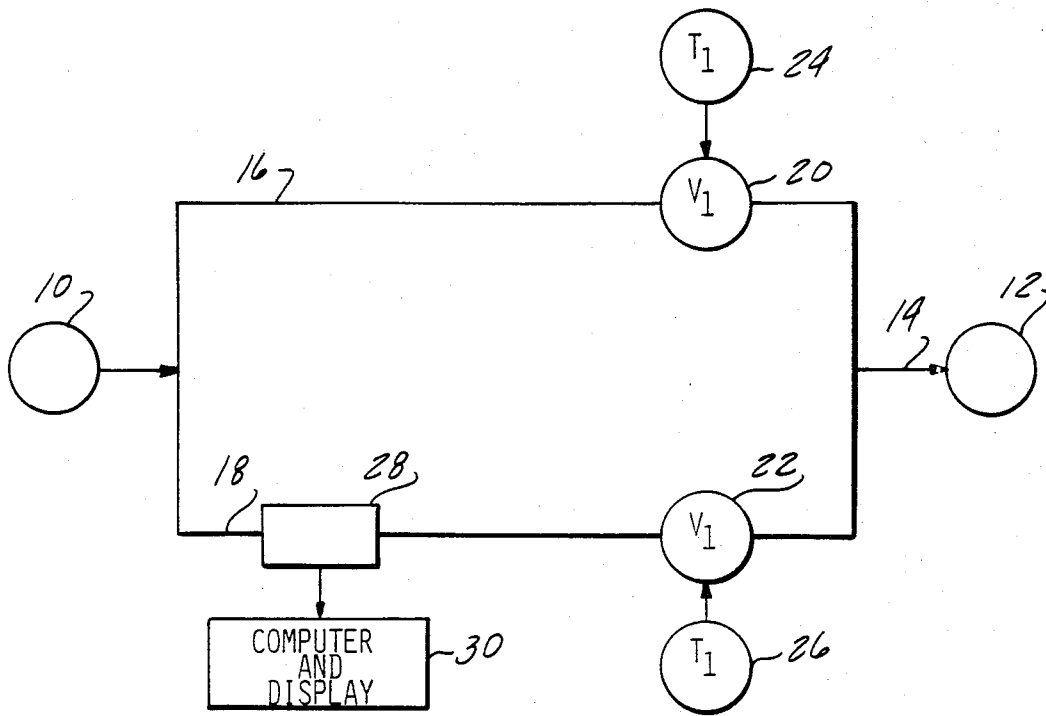 T1
24
16
V1
20
10
12
14
18
28
22
V1
COMPUTER
AND
DISPLAY
30
T1
26